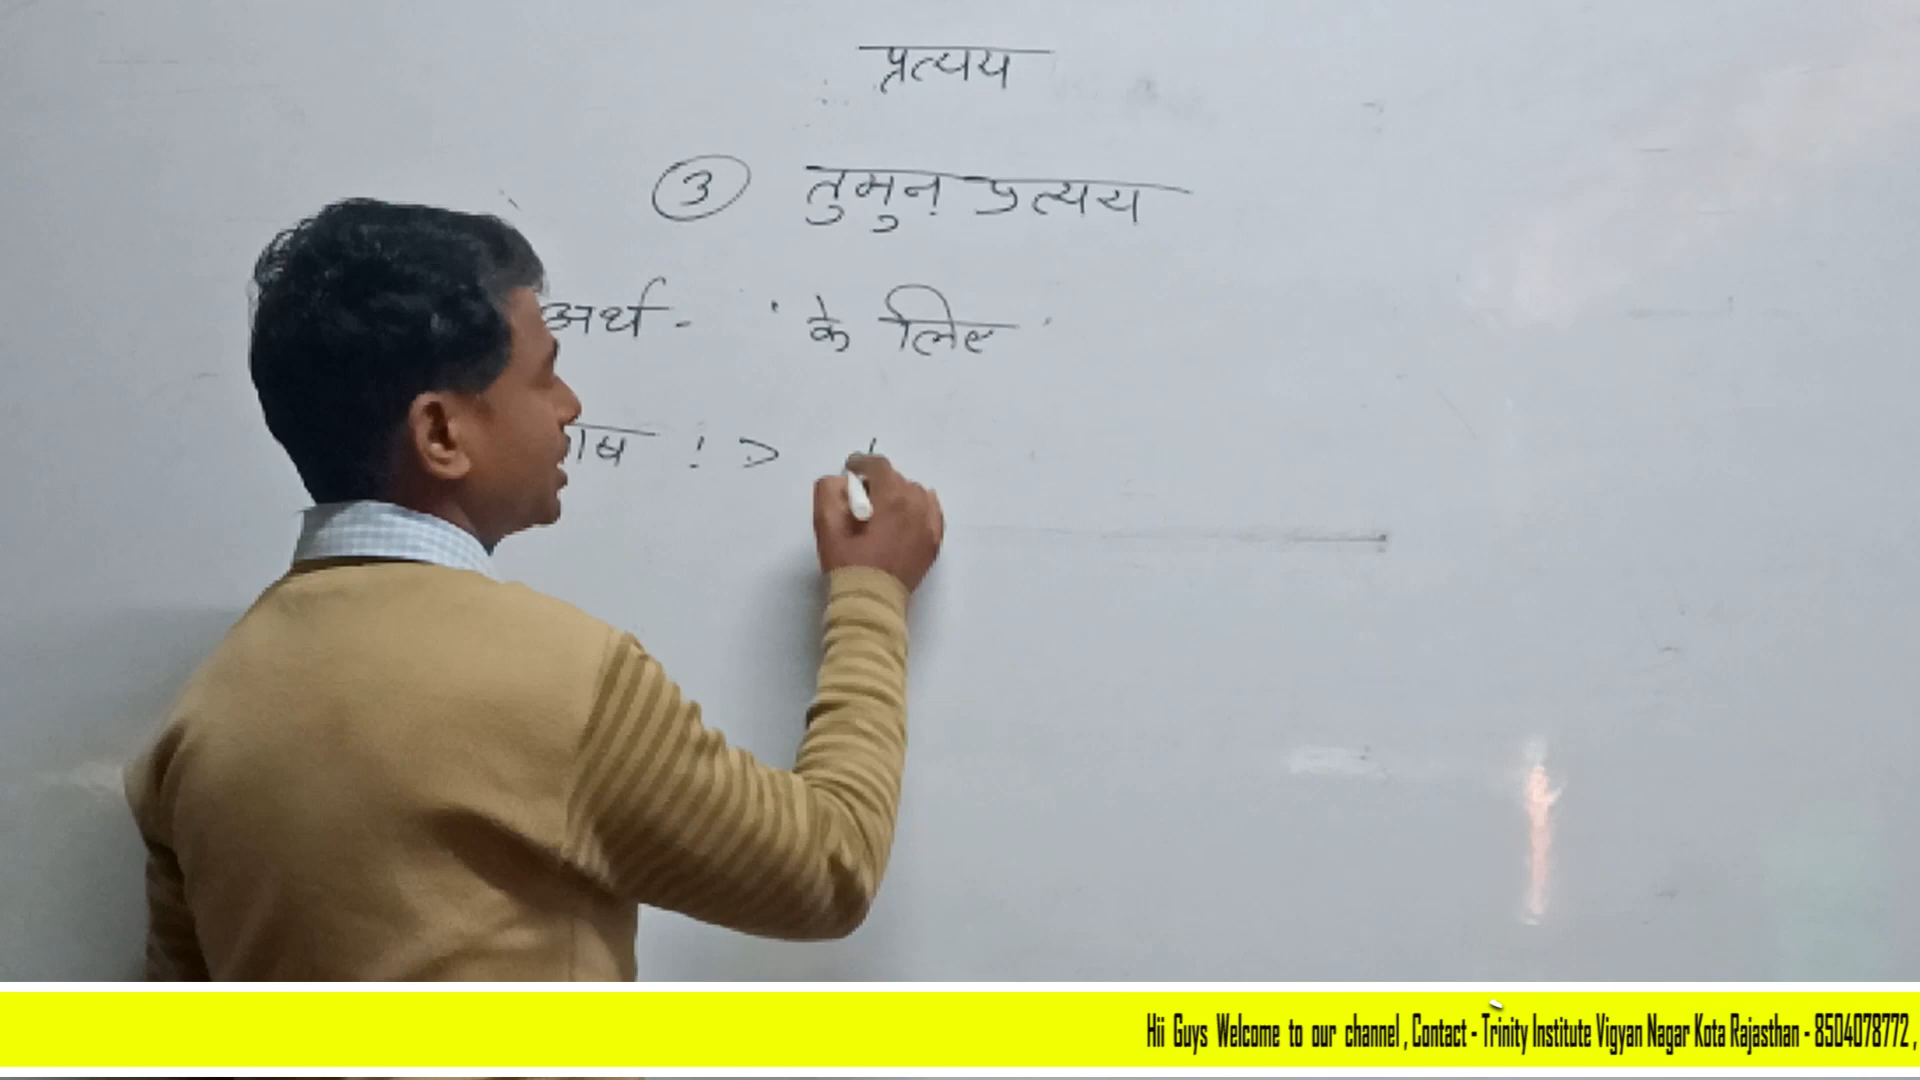 प्रत्यय
③ तुमुन् प्रत्यय
अर्थ - ' के लिए '
: >
Hii Guys Welcome to our channel , Contact - Trinity Institute Vigyan Nagar Kota Rajasthan - 8504078772 ,